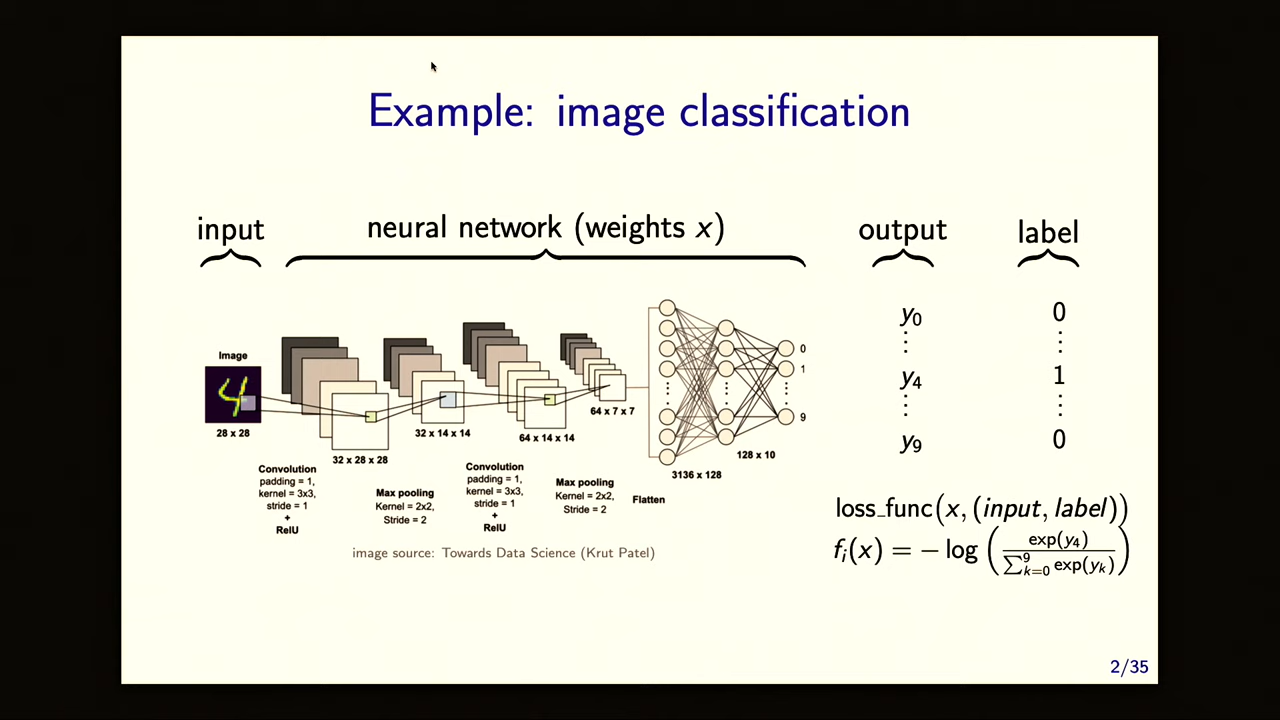 Example: image classification
input
neural network (weights x)
output
label
Image
28 x 28
32 x 28 x 28
32 x 14 x 14
64 x 14 x 14
64 x 7 x 7
3136 x 128
128 x 10
0
1
9
Convolution
padding = 1,
kernel = 3x3,
stride = 1
+
ReLU
Max pooling
Kernel = 2x2,
Stride = 2
Convolution
padding = 1,
kernel = 3x3,
stride = 1
+
ReLU
Max pooling
Kernel = 2x2,
Stride = 2
Flatten
image source: Towards Data Science (Krut Patel)
y₀ 0
⋮ ⋮
y₄ 1
⋮ ⋮
y₉ 0
loss_func(x, (input, label))
fᵢ(x) = − log ( exp(y₄) / ∑⁹ₖ₌₀ exp(yₖ) )
2/35